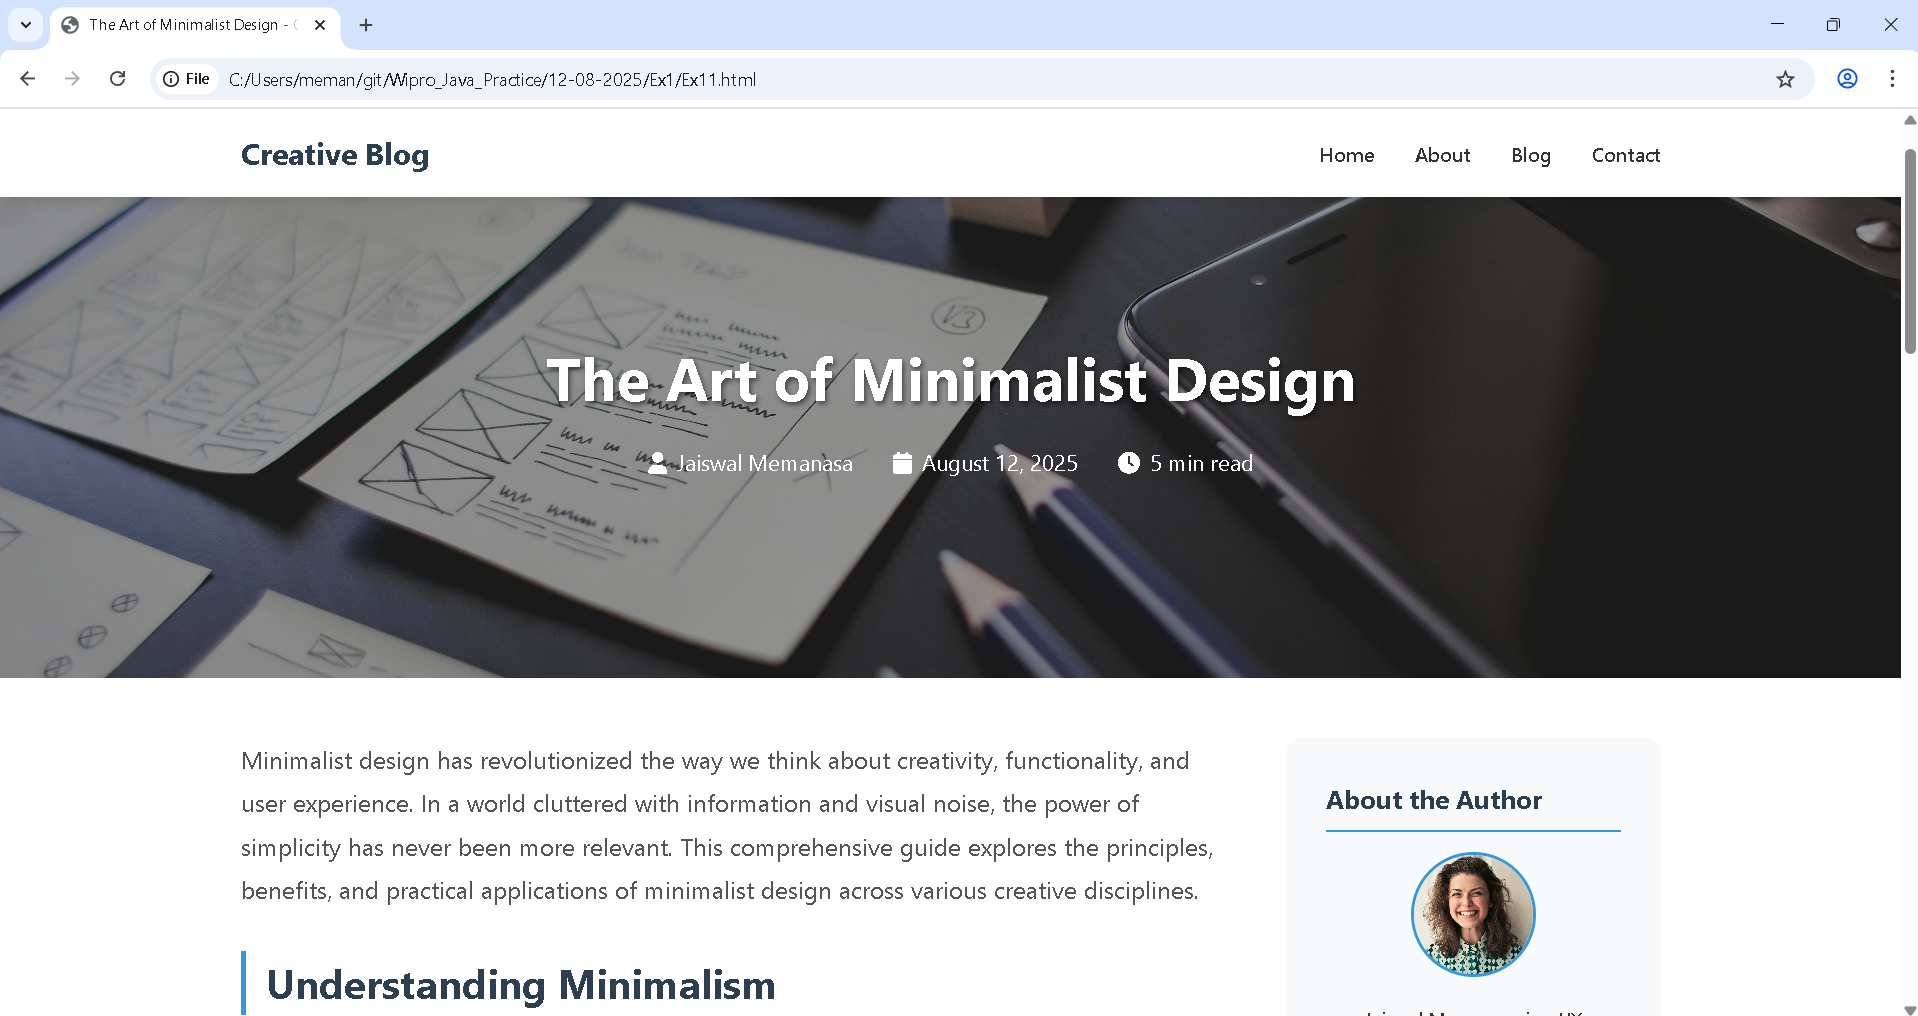 The Art of Minimalist Design -
File
C:/Users/meman/git/Wipro_Java_Practice/12-08-2025/Ex1/Ex11.html
Creative Blog
Home About Blog Contact
V3
The Art of Minimalist Design
Jaiswal Memanasa August 12, 2025 5 min read
Minimalist design has revolutionized the way we think about creativity, functionality, and
user experience. In a world cluttered with information and visual noise, the power of
simplicity has never been more relevant. This comprehensive guide explores the principles,
benefits, and practical applications of minimalist design across various creative disciplines.
Understanding Minimalism
About the Author